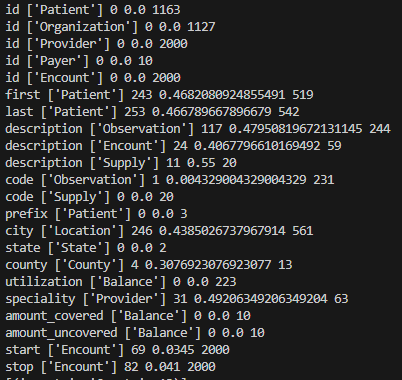 id ['Patient'] 0 0.0 1163
id ['Organization'] 0 0.0 1127
id ['Provider'] 0 0.0 2000
id ['Payer'] 0 0.0 10
id ['Encount'] 0 0.0 2000
first ['Patient'] 243 0.4682080924855491 519
last ['Patient'] 253 0.466789667896679 542
description ['Observation'] 117 0.47950819672131145 244
description ['Encount'] 24 0.4067796610169492 59
description ['Supply'] 11 0.55 20
code ['Observation'] 1 0.004329004329004329 231
code ['Supply'] 0 0.0 20
prefix ['Patient'] 0 0.0 3
city ['Location'] 246 0.4385026737967914 561
state ['State'] 0 0.0 2
county ['County'] 4 0.3076923076923077 13
utilization ['Balance'] 0 0.0 223
speciality ['Provider'] 31 0.49206349206349204 63
amount_covered ['Balance'] 0 0.0 10
amount_uncovered ['Balance'] 0 0.0 10
start ['Encount'] 69 0.0345 2000
stop ['Encount'] 82 0.041 2000